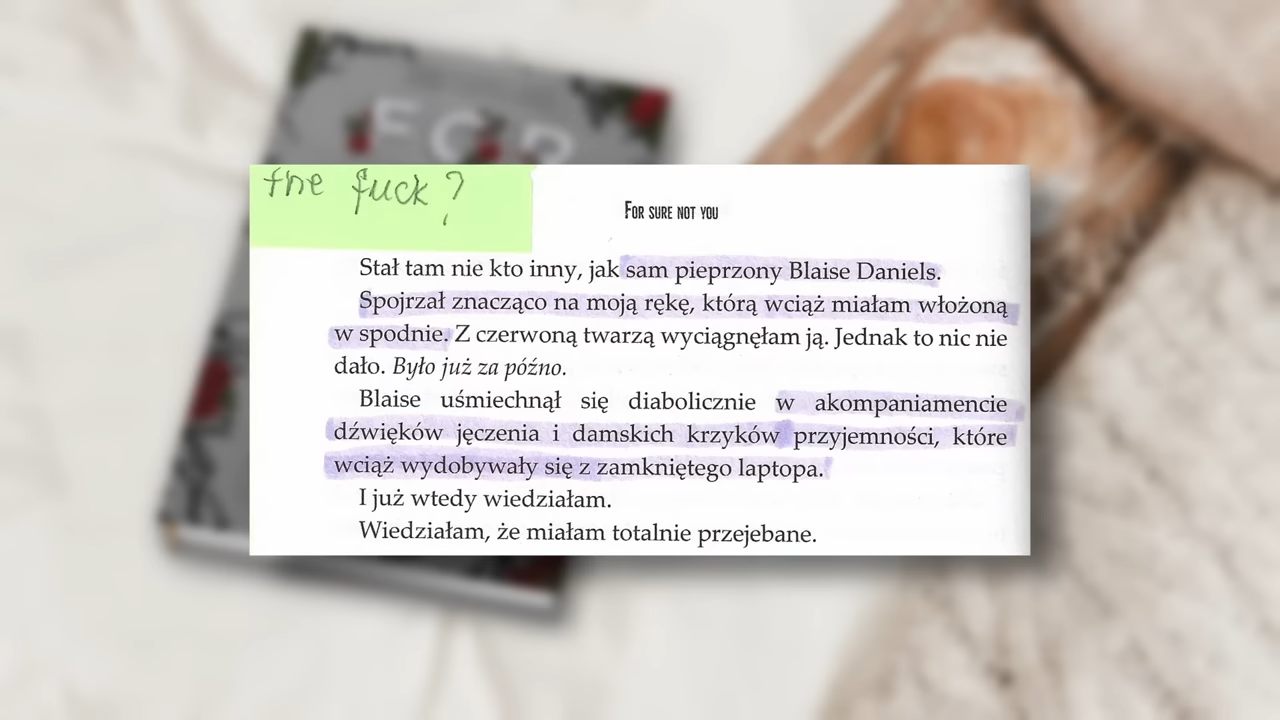 FOR
the fuck?
FOR SURE NOT YOU
Stał tam nie kto inny, jak sam pieprzony Blaise Daniels.
Spojrzał znacząco na moją rękę, którą wciąż miałam włożoną
w spodnie. Z czerwoną twarzą wyciągnęłam ją. Jednak to nic nie
dało. Było już za późno.
Blaise uśmiechnął się diabolicznie w akompaniamencie
dźwięków jęczenia i damskich krzyków przyjemności, które
wciąż wydobywały się z zamkniętego laptopa.
I już wtedy wiedziałam.
Wiedziałam, że miałam totalnie przejebane.